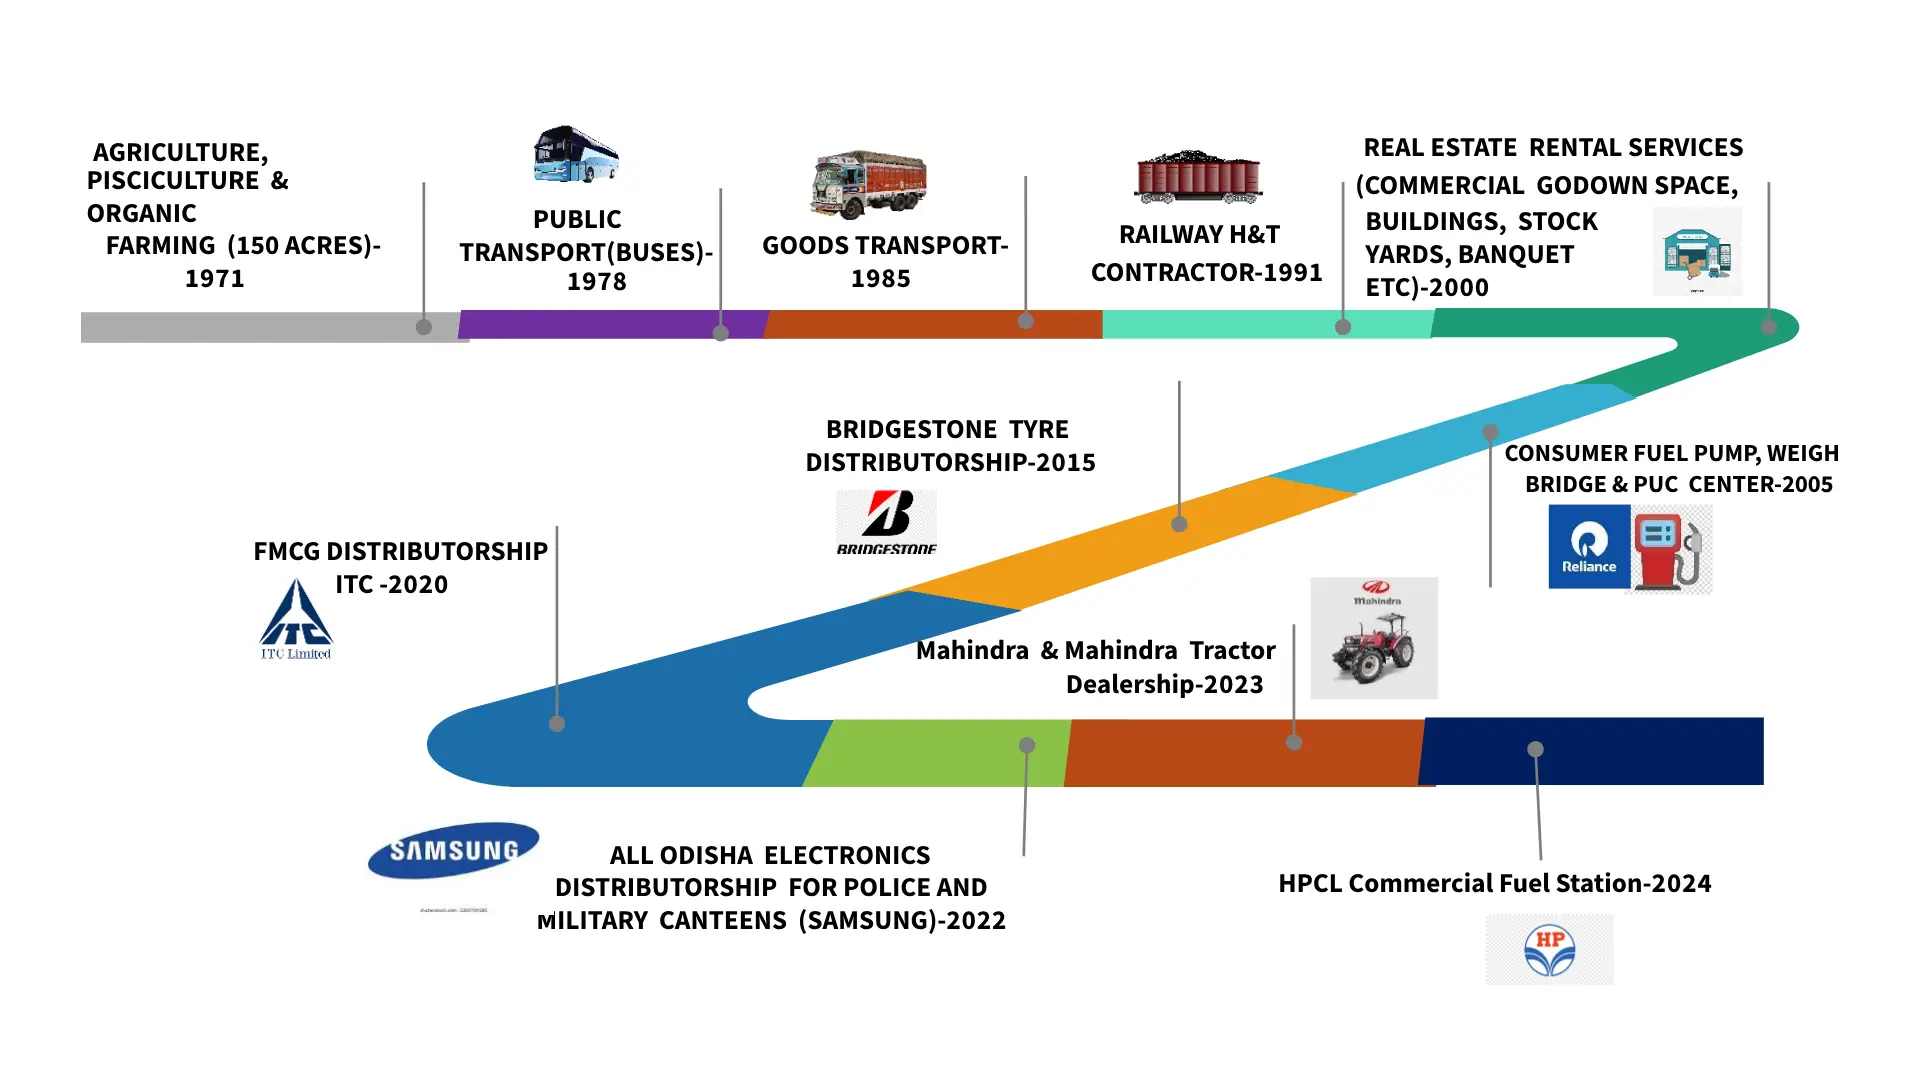 AGRICULTURE,
PISCICULTURE &
ORGANIC
FARMING (150 ACRES)-
1971
PUBLIC
TRANSPORT(BUSES)-
1978
GOODS TRANSPORT-
1985
RAILWAY H&T
CONTRACTOR-1991
REAL ESTATE RENTAL SERVICES
(COMMERCIAL GODOWN SPACE,
BUILDINGS, STOCK
YARDS, BANQUET
ETC)-2000
CONSUMER FUEL PUMP, WEIGH
BRIDGE & PUC CENTER-2005
Reliance
BRIDGESTONE TYRE
DISTRIBUTORSHIP-2015
BRIDGESTONE
FMCG DISTRIBUTORSHIP
ITC -2020
ITC
ITC Limited
ALL ODISHA ELECTRONICS
DISTRIBUTORSHIP FOR POLICE AND
MILITARY CANTEENS (SAMSUNG)-2022
SAMSUNG
Mahindra & Mahindra Tractor
Dealership-2023
Mahindra
HPCL Commercial Fuel Station-2024
HP